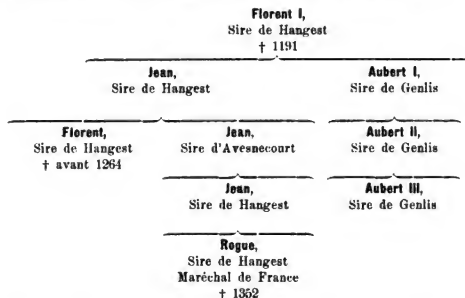 Florent I,
Sire de Hangest
† 1191
Jean,
Sire de Hangest
Aubert I,
Sire de Genlis
Florent,
Sire de Hangest
† avant 1264
Jean,
Sire d'Avesnecourt
Aubert II,
Sire de Genlis
Jean,
Sire de Hangest
Aubert III,
Sire de Genlis
Rogue,
Sire de Hangest
Maréchal de France
† 1352